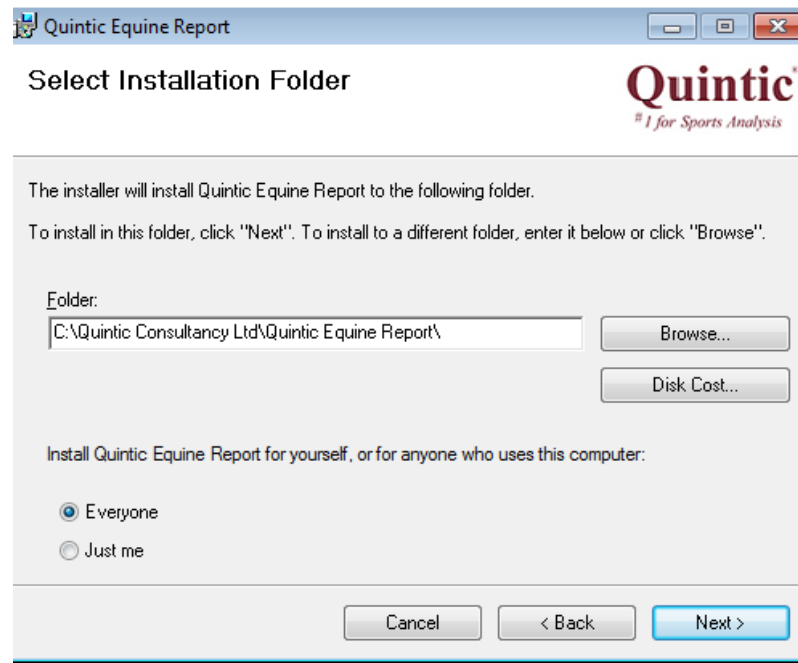 Quintic Equine Report
Select Installation Folder
Quintic
#1 for Sports Analysis
The installer will install Quintic Equine Report to the following folder.
To install in this folder, click "Next". To install to a different folder, enter it below or click "Browse".
Folder:
C:\Quintic Consultancy Ltd\Quintic Equine Report\
Browse...
Disk Cost...
Install Quintic Equine Report for yourself, or for anyone who uses this computer:
Everyone
Just me
Cancel
< Back
Next >